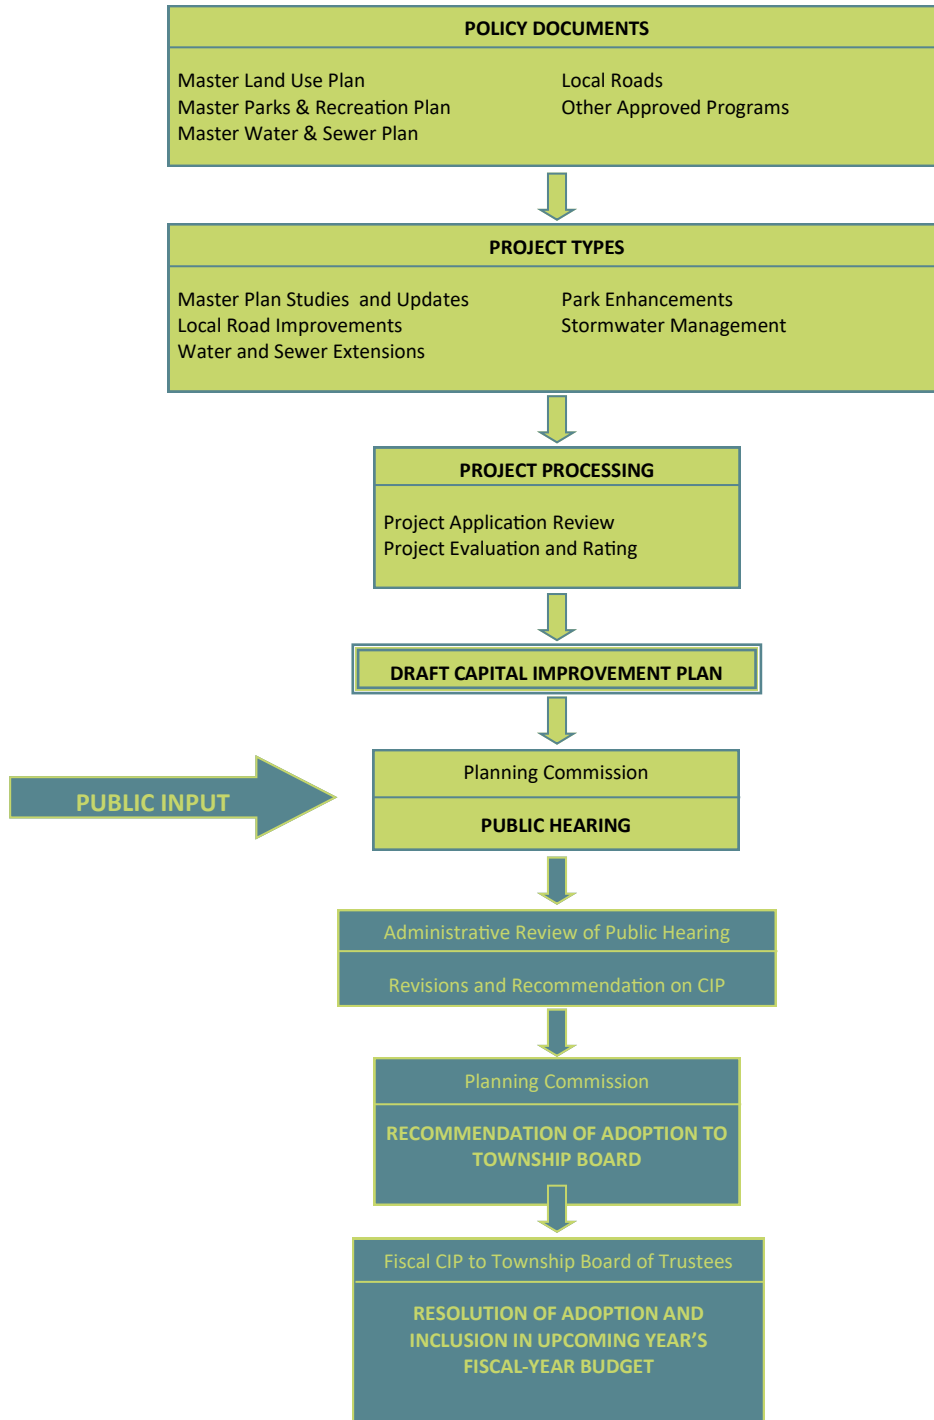 POLICY DOCUMENTS
Master Land Use Plan
Master Parks & Recreation Plan
Master Water & Sewer Plan
Local Roads
Other Approved Programs
PROJECT TYPES
Master Plan Studies and Updates
Local Road Improvements
Water and Sewer Extensions
Park Enhancements
Stormwater Management
PROJECT PROCESSING
Project Application Review
Project Evaluation and Rating
DRAFT CAPITAL IMPROVEMENT PLAN
PUBLIC INPUT
Planning Commission
PUBLIC HEARING
Administrative Review of Public Hearing
Revisions and Recommendation on CIP
Planning Commission
RECOMMENDATION OF ADOPTION TO
TOWNSHIP BOARD
Fiscal CIP to Township Board of Trustees
RESOLUTION OF ADOPTION AND
INCLUSION IN UPCOMING YEAR’S
FISCAL-YEAR BUDGET